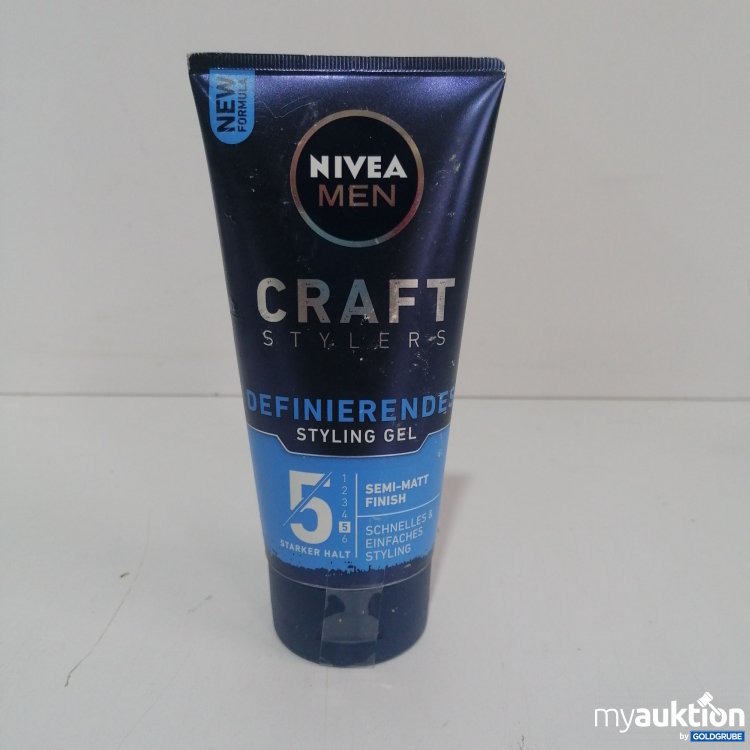 NEW
FORMULA
NIVEA
MEN
CRAFT
STYLERS
DEFINIERENDES
STYLING GEL
5
1
2
3
4
5
6
STARKER HALT
SEMI-MATT
FINISH
SCHNELLES &
EINFACHES
STYLING
myauktion
by GOLDGRUBE